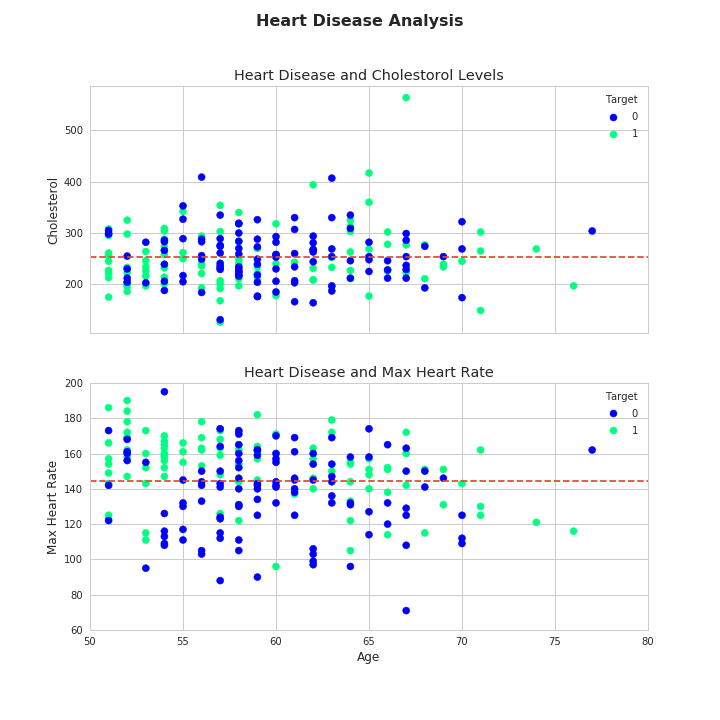 Heart Disease Analysis
Heart Disease and Cholestorol Levels
Target
0
1
500
400
300
200
Cholesterol
Heart Disease and Max Heart Rate
Target
0
1
200
180
160
140
120
100
80
60
Max Heart Rate
50 55 60 65 70 75 80
Age